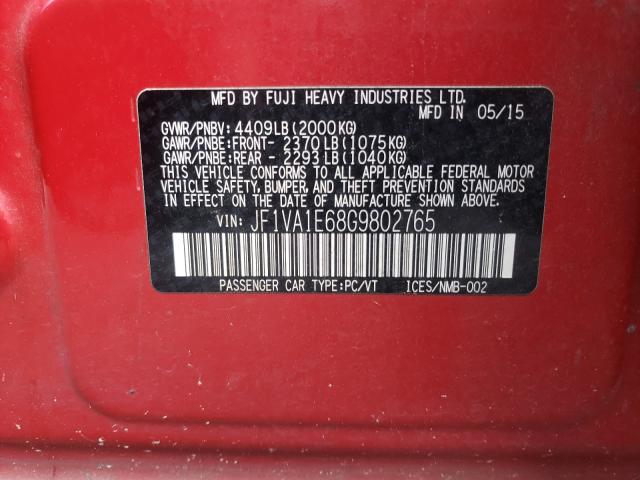 MFD BY FUJI HEAVY INDUSTRIES LTD.
MFD IN 05/15
GVWR/PNBV: 4409LB(2000KG)
GAWR/PNBE:FRONT- 2370LB(1075KG)
GAWR/PNBE:REAR - 2293LB(1040KG)
THIS VEHICLE CONFORMS TO ALL APPLICABLE FEDERAL MOTOR
VEHICLE SAFETY, BUMPER, AND THEFT PREVENTION STANDARDS
IN EFFECT ON THE DATE OF MANUFACTURE SHOWN ABOVE.
VIN: JF1VA1E68G9802765
PASSENGER CAR TYPE:PC/VT ICES/NMB-002